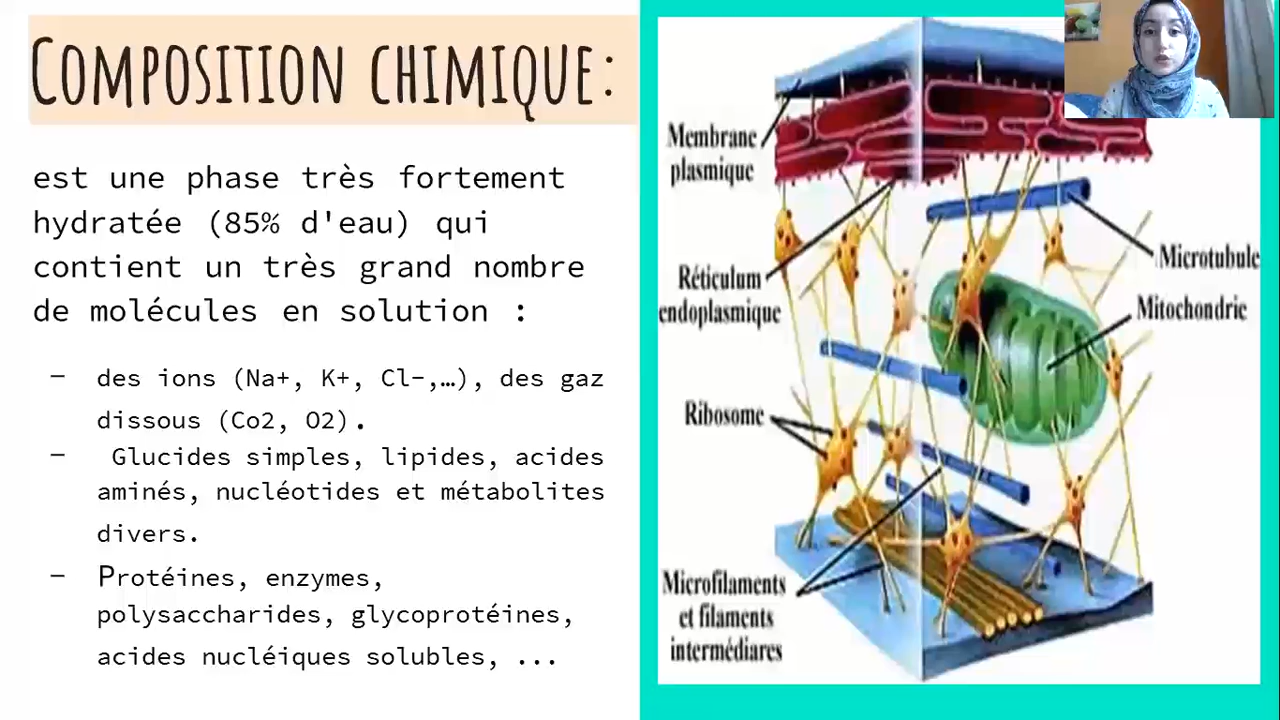 COMPOSITION CHIMIQUE:
est une phase très fortement
hydratée (85% d'eau) qui
contient un très grand nombre
de molécules en solution :
– des ions (Na+, K+, Cl–,…), des gaz
dissous (Co2, O2).
– Glucides simples, lipides, acides
aminés, nucléotides et métabolites
divers.
– Protéines, enzymes,
polysaccharides, glycoprotéines,
acides nucléiques solubles, ...
Membrane
plasmique
Réticulum
endoplasmique
Microtubule
Mitochondrie
Ribosome
Microfilaments
et filaments
intermédiares